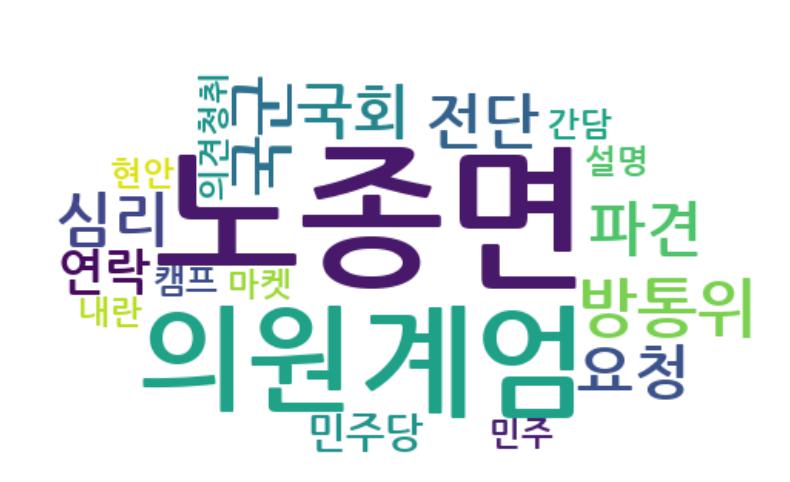 의견청취
국군
국회
전단
간담
현안
설명
노종면
심리
파견
연락
캠프
마켓
방통위
내란
의원
계엄
요청
민주당
민주